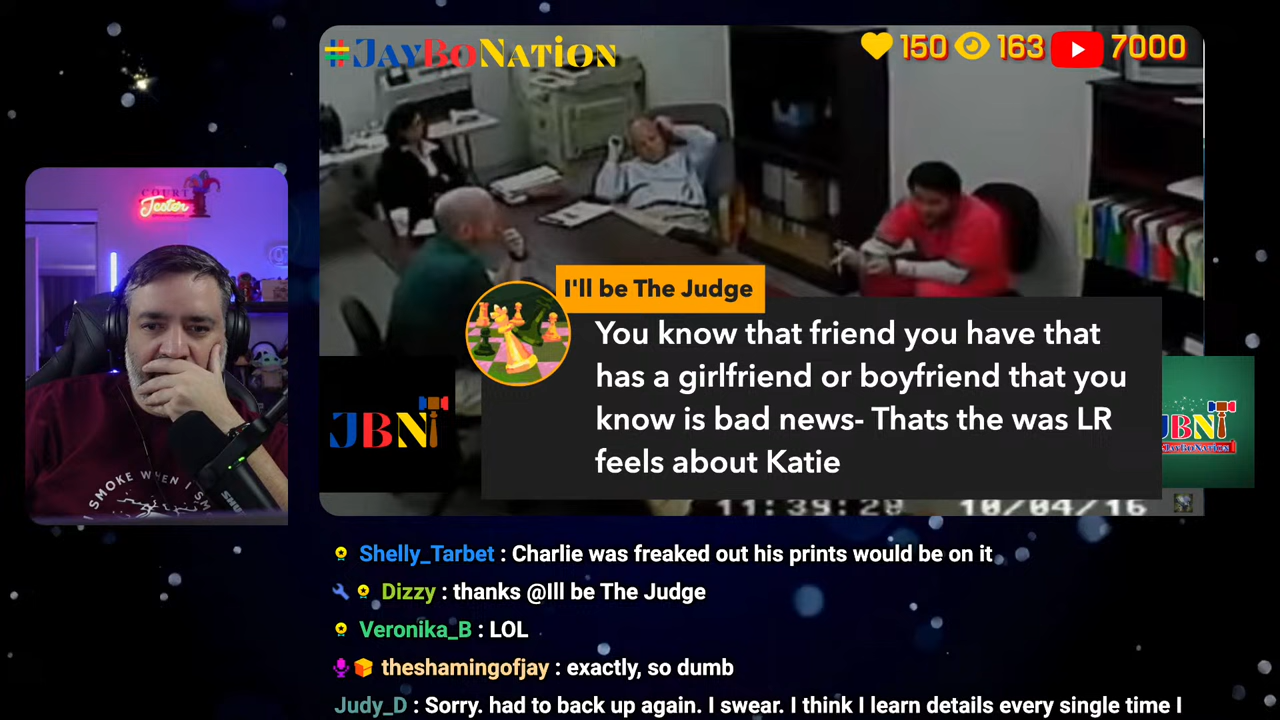 #JAYBONATION
150
163
7000
COURT
Jester
I'll be The Judge
You know that friend you have that
has a girlfriend or boyfriend that you
know is bad news- Thats the was LR
feels about Katie
JBN
JBN
JAYBONATION
I SMOKE WHEN I SM
11:39:20 10/04/16
Shelly_Tarbet : Charlie was freaked out his prints would be on it
Dizzy : thanks @Ill be The Judge
Veronika_B : LOL
theshamingofjay : exactly, so dumb
Judy_D : Sorry. had to back up again. I swear. I think I learn details every single time I